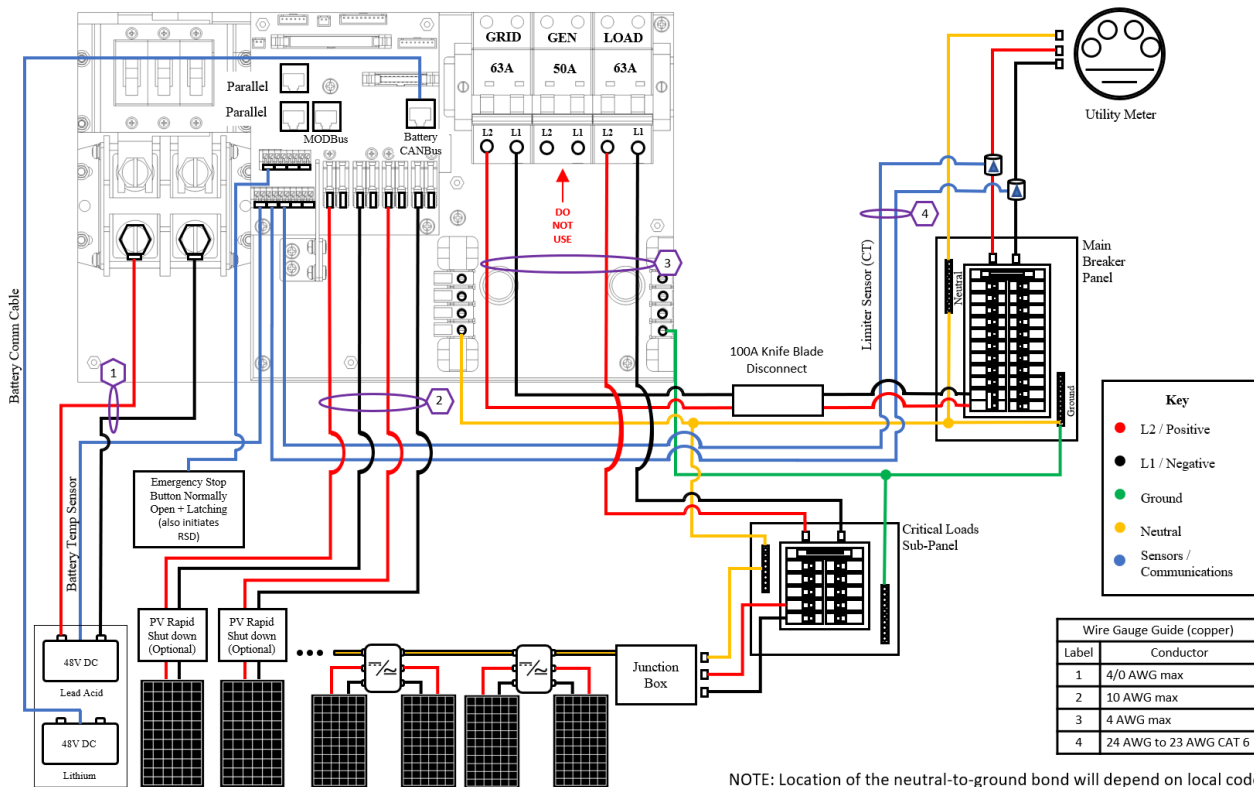 GRID GEN LOAD
63A 50A 63A
L2 L1 L2 L1 L2 L1
Parallel
Parallel
MODBus
Battery
CANBus
DO
NOT
USE
Utility Meter
Main
Breaker
Panel
Neutral
Ground
Limiter Sensor (CT)
Battery Comm Cable
Battery Temp Sensor
1
2
3
4
100A Knife Blade
Disconnect
Emergency Stop
Button Normally
Open + Latching
(also initiates
RSD)
Critical Loads
Sub-Panel
PV Rapid
Shut down
(Optional)
PV Rapid
Shut down
(Optional)
Junction
Box
48V DC
Lead Acid
48V DC
Lithium
Key
L2 / Positive
L1 / Negative
Ground
Neutral
Sensors /
Communications
Wire Gauge Guide (copper)
Label Conductor
1 4/0 AWG max
2 10 AWG max
3 4 AWG max
4 24 AWG to 23 AWG CAT 6
NOTE: Location of the neutral-to-ground bond will depend on local code